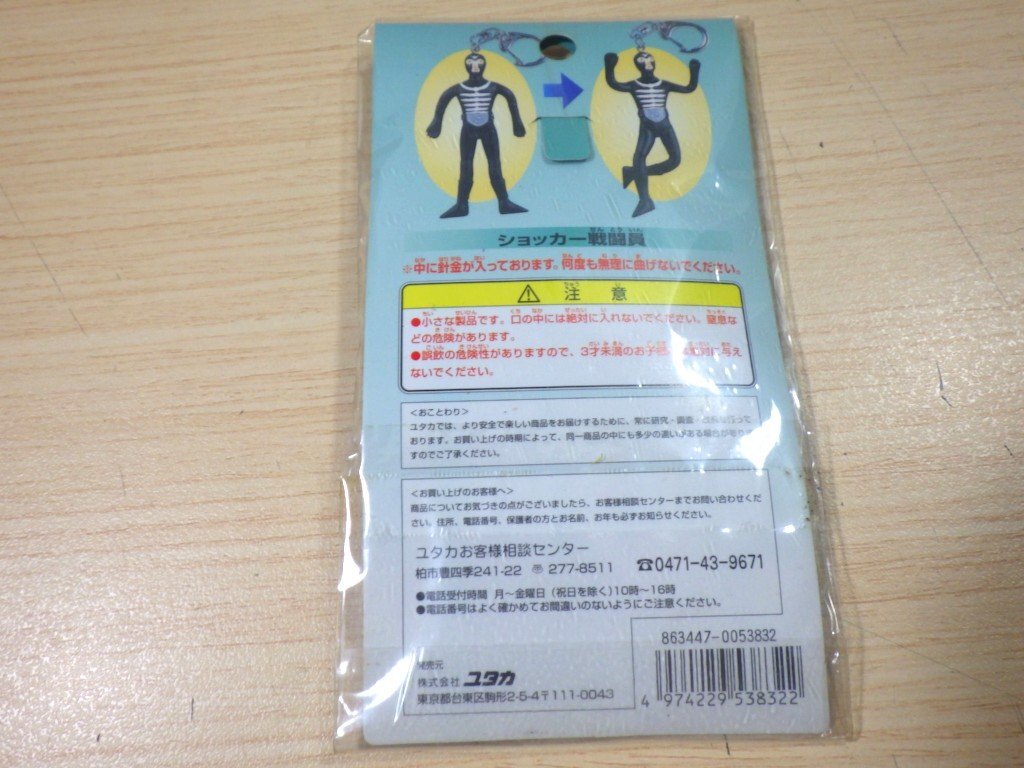 ショッカー戦闘員
※中に針金が入っております。何度も無理に曲げないでください。
注意
●小さな製品です。口の中には絶対に入れないでください。窒息な
どの危険があります。
●誤飲の危険性がありますので、3才未満のお子様には絶対に与え
ないでください。
<おことわり>
ユタカでは、より安全で楽しい商品をお届けするために、常に研究・調査・改良を行って
おります。お買い上げの時期によって、同一商品の中にも多少の違いがある場合があります
すのでご了承ください。
<お買い上げのお客様へ>
商品についてお気づきの点がございましたら、お客様相談センターまでお問い合わせくだ
さい。住所、電話番号、保護者の方とお名前、お年も必ずお知らせください。
ユタカお客様相談センター
柏市豊四季241-22 〠 277-8511 ☎0471-43-9671
●電話受付時間 月〜金曜日(祝日を除く)10時〜16時
●電話番号はよく確かめてお間違いのないようにご注意ください。
863447-0053832
発売元
株式会社 ユタカ
東京都台東区駒形2-5-4〒111-0043
4 974229 538322